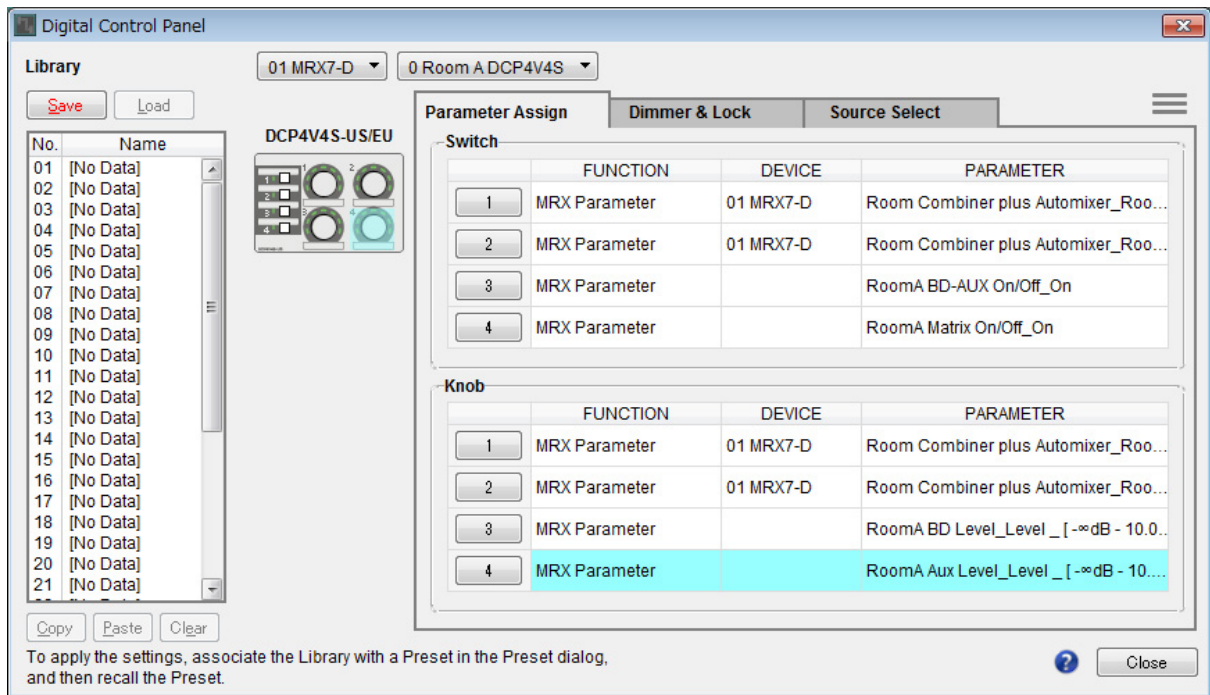 Digital Control Panel
Library
01 MRX7-D
0 Room A DCP4V4S
Save
Load
Parameter Assign
Dimmer & Lock
Source Select
No. Name
01 [No Data]
02 [No Data]
03 [No Data]
04 [No Data]
05 [No Data]
06 [No Data]
07 [No Data]
08 [No Data]
09 [No Data]
10 [No Data]
11 [No Data]
12 [No Data]
13 [No Data]
14 [No Data]
15 [No Data]
16 [No Data]
17 [No Data]
18 [No Data]
19 [No Data]
20 [No Data]
21 [No Data]
DCP4V4S-US/EU
1 2
1
2
3 3 4
4
Switch
FUNCTION DEVICE PARAMETER
1 MRX Parameter 01 MRX7-D Room Combiner plus Automixer_Roo...
2 MRX Parameter 01 MRX7-D Room Combiner plus Automixer_Roo...
3 MRX Parameter RoomA BD-AUX On/Off_On
4 MRX Parameter RoomA Matrix On/Off_On
Knob
FUNCTION DEVICE PARAMETER
1 MRX Parameter 01 MRX7-D Room Combiner plus Automixer_Roo...
2 MRX Parameter 01 MRX7-D Room Combiner plus Automixer_Roo...
3 MRX Parameter RoomA BD Level_Level _ [ -∞dB - 10.0..
4 MRX Parameter RoomA Aux Level_Level _ [ -∞dB - 10....
Copy Paste Clear
To apply the settings, associate the Library with a Preset in the Preset dialog,
and then recall the Preset.
? Close